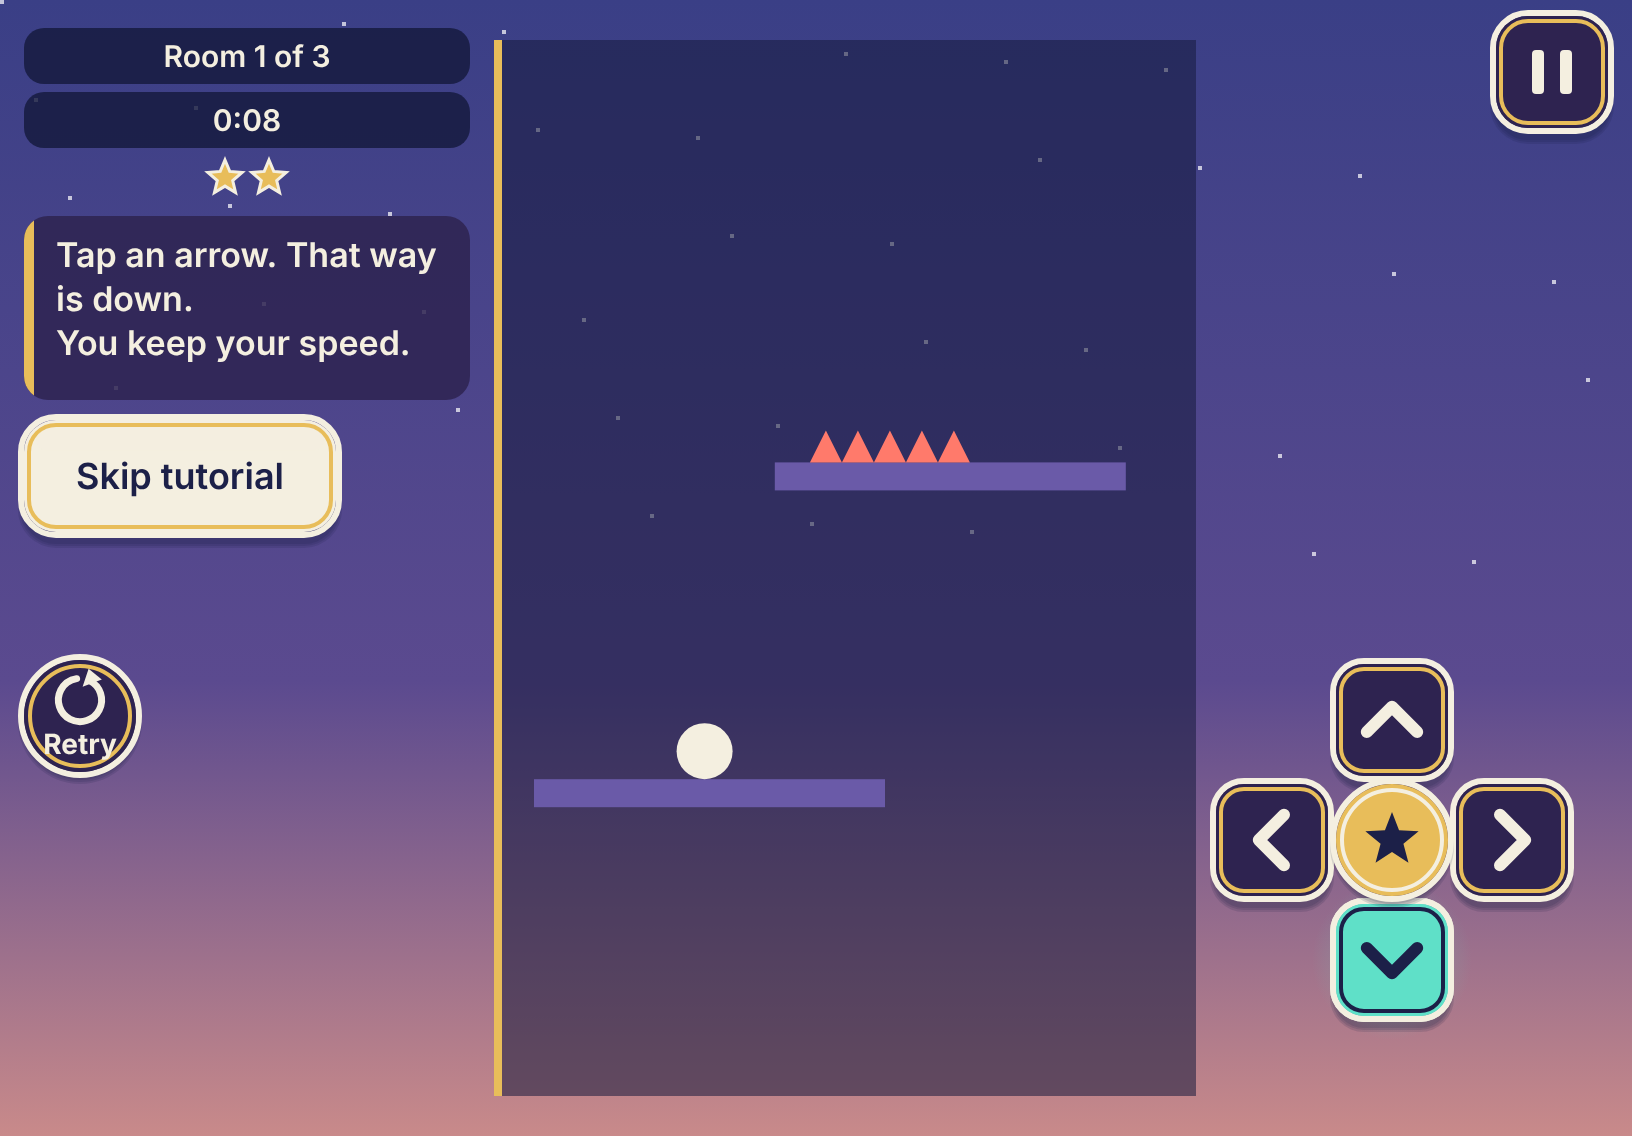 Room 1 of 3
0:08
Tap an arrow. That way
is down.
You keep your speed.
Skip tutorial
Retry